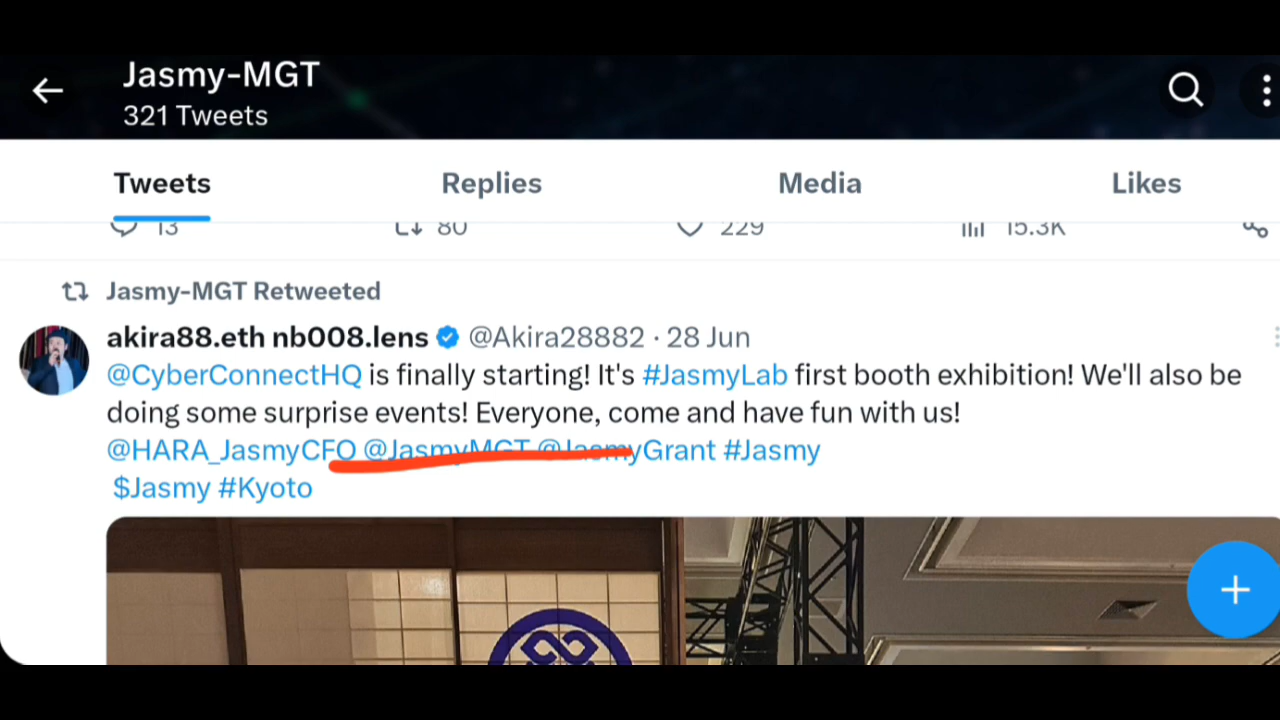 Jasmy-MGT
321 Tweets
Tweets Replies Media Likes
13 80 229 15.3K
Jasmy-MGT Retweeted
akira88.eth nb008.lens @Akira28882 · 28 Jun
@CyberConnectHQ is finally starting! It's #JasmyLab first booth exhibition! We'll also be
doing some surprise events! Everyone, come and have fun with us!
@HARA_JasmyCFO @JasmyMGT @JasmyGrant #Jasmy
$Jasmy #Kyoto